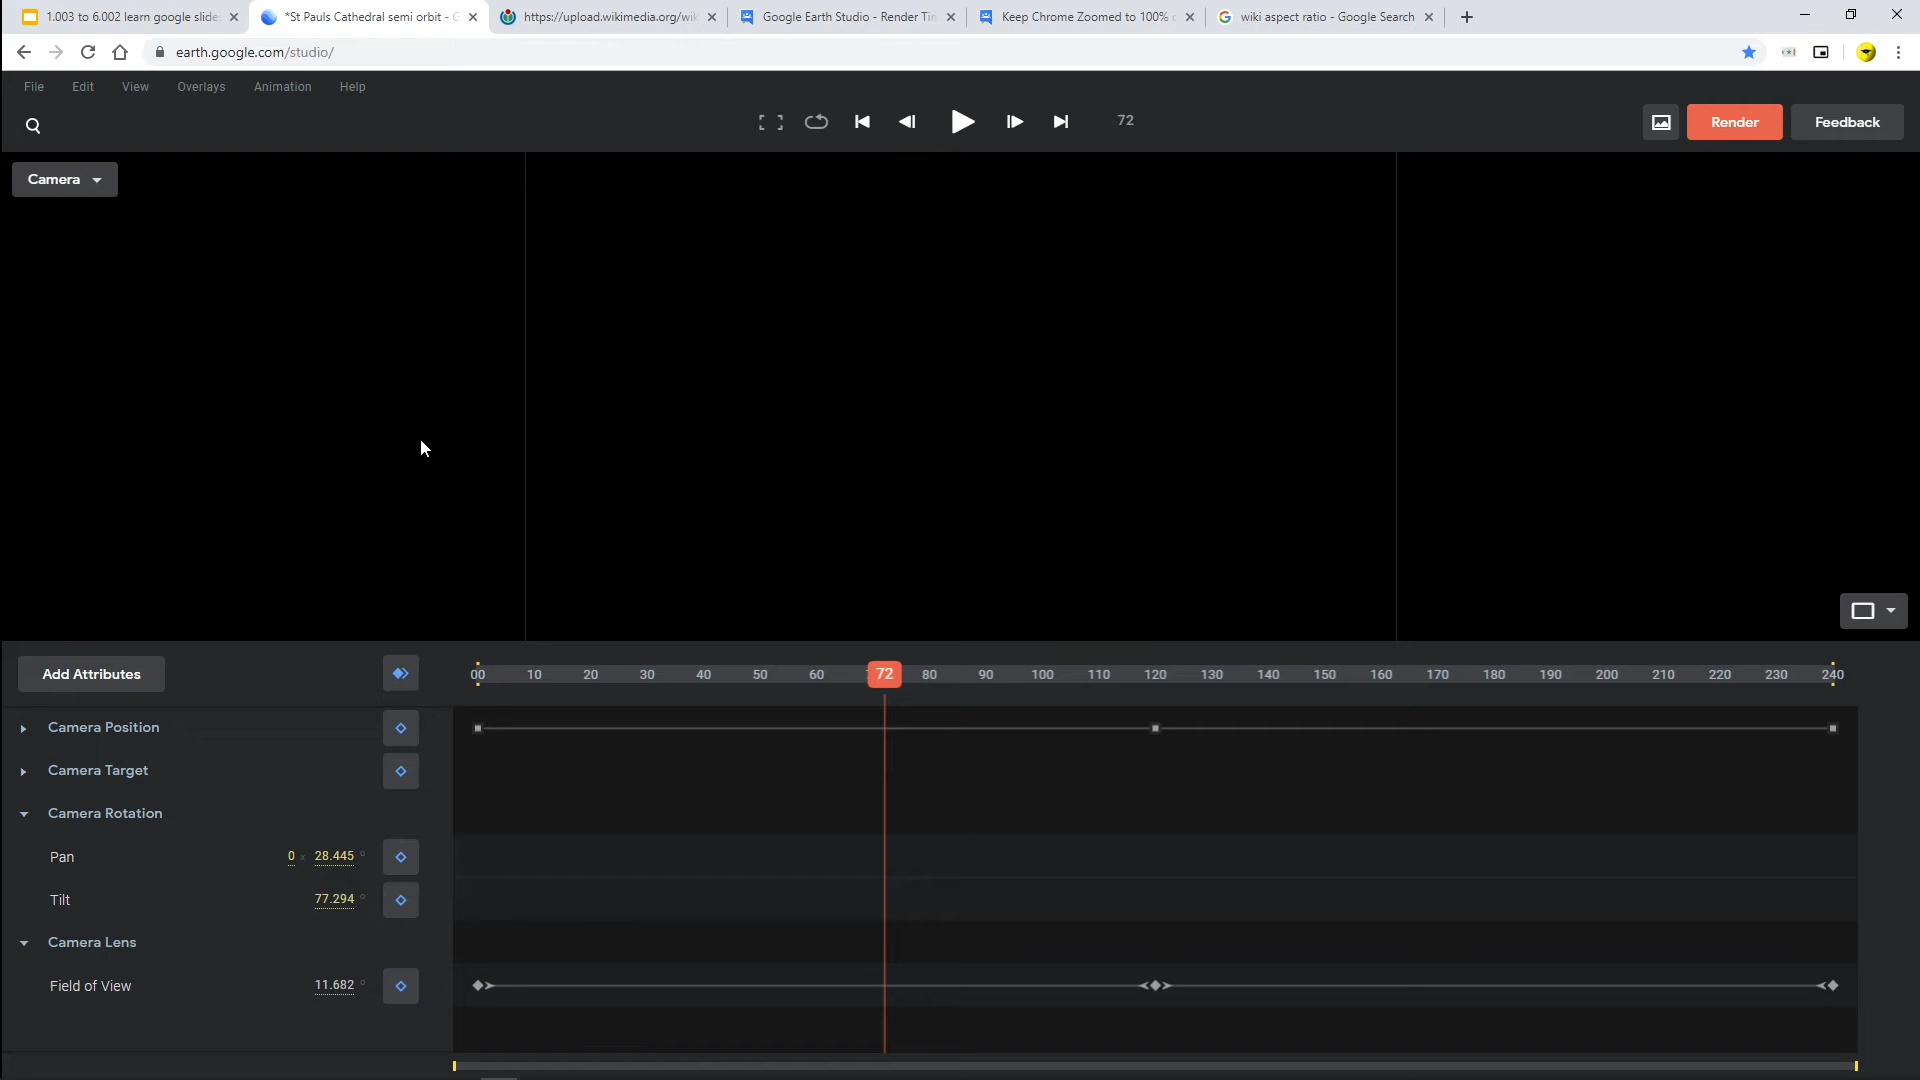 1.003 to 6.002 learn google slide
*St Pauls Cathedral semi orbit - G
https://upload.wikimedia.org/wik
Google Earth Studio - Render Tim
Keep Chrome Zoomed to 100%
wiki aspect ratio - Google Search
earth.google.com/studio/
File Edit View Overlays Animation Help
72
Render
Feedback
Camera
Add Attributes
00 10 20 30 40 50 60 72 80 90 100 110 120 130 140 150 160 170 180 190 200 210 220 230 240
Camera Position
Camera Target
Camera Rotation
Pan 0 x 28.445 °
Tilt 77.294 °
Camera Lens
Field of View 11.682 °